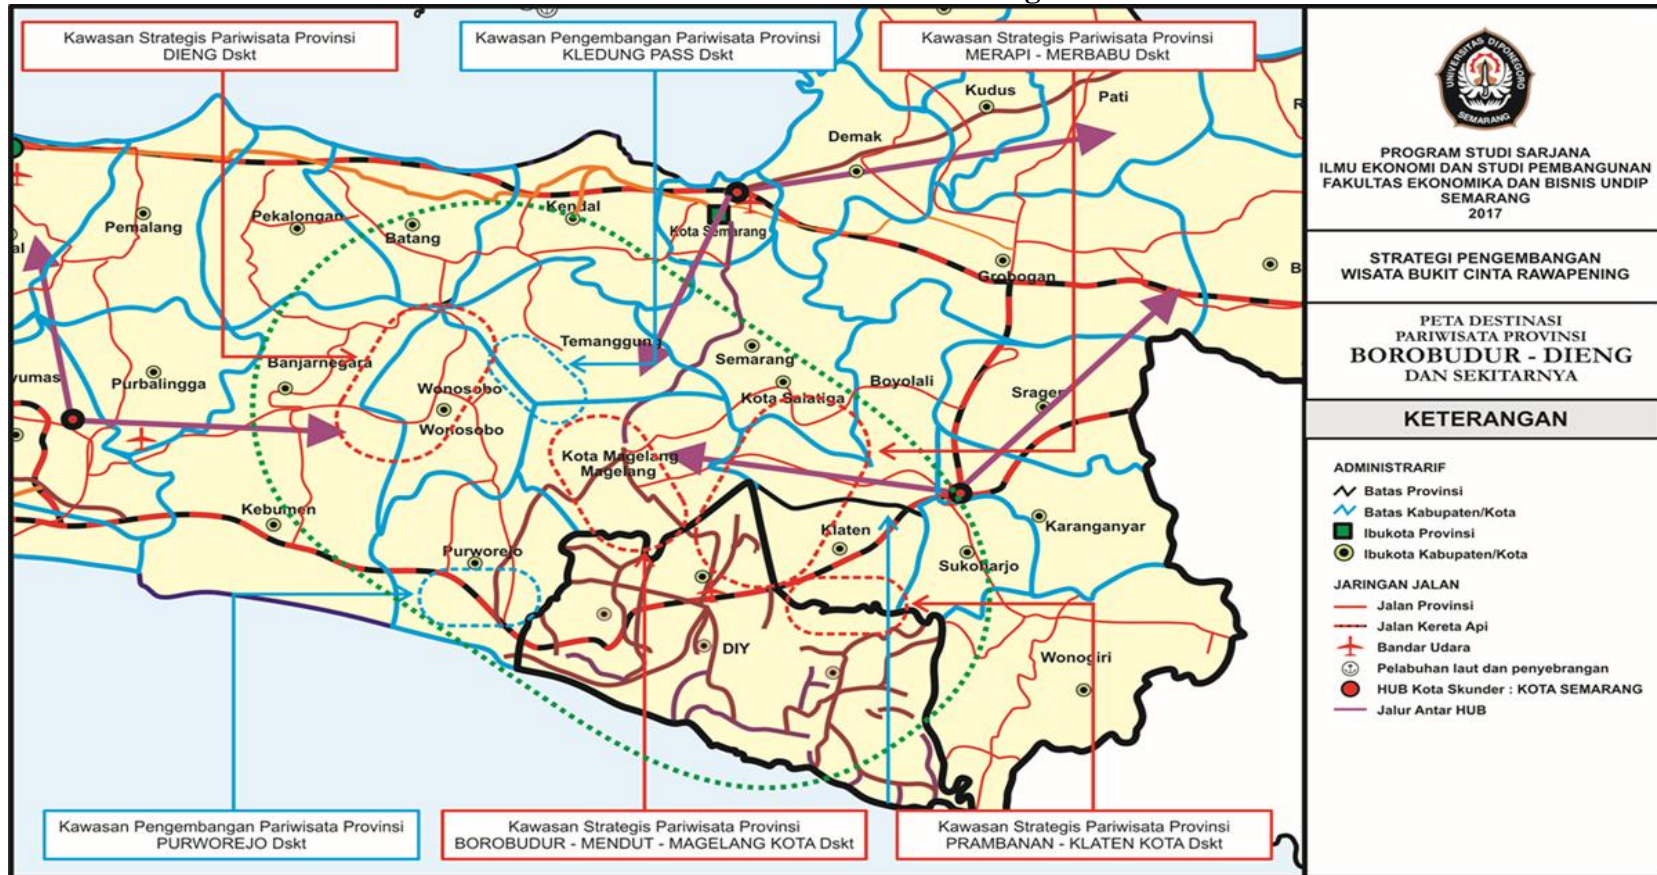 Kawasan Strategis Pariwisata Provinsi
DIENG Dskt
Kawasan Pengembangan Pariwisata Provinsi
KLEDUNG PASS Dskt
Kawasan Strategis Pariwisata Provinsi
MERAPI - MERBABU Dskt
Kudus
Pati
Demak
Pemalang
Pekalongan
Batang
Kendal
Kota Semarang
Grobogan
B
R
al
Temanggung
Semarang
Banjarnegara
Purbalingga
yumas
Wonosobo
Wonosobo
Kota Salatiga
Boyolali
Sragen
Kota Magelang
Magelang
Kebumen
Purworejo
Klaten
Karanganyar
Sukoharjo
DIY
Wonogiri
Kawasan Pengembangan Pariwisata Provinsi
PURWOREJO Dskt
Kawasan Strategis Pariwisata Provinsi
BOROBUDUR - MENDUT - MAGELANG KOTA Dskt
Kawasan Strategis Pariwisata Provinsi
PRAMBANAN - KLATEN KOTA Dskt
UNIVERSITAS DIPONEGORO
SEMARANG
PROGRAM STUDI SARJANA
ILMU EKONOMI DAN STUDI PEMBANGUNAN
FAKULTAS EKONOMIKA DAN BISNIS UNDIP
SEMARANG
2017
STRATEGI PENGEMBANGAN
WISATA BUKIT CINTA RAWAPENING
PETA DESTINASI
PARIWISATA PROVINSI
BOROBUDUR - DIENG
DAN SEKITARNYA
KETERANGAN
ADMINISTRARIF
Batas Provinsi
Batas Kabupaten/Kota
Ibukota Provinsi
Ibukota Kabupaten/Kota
JARINGAN JALAN
Jalan Provinsi
Jalan Kereta Api
Bandar Udara
Pelabuhan laut dan penyebrangan
HUB Kota Skunder : KOTA SEMARANG
Jalur Antar HUB